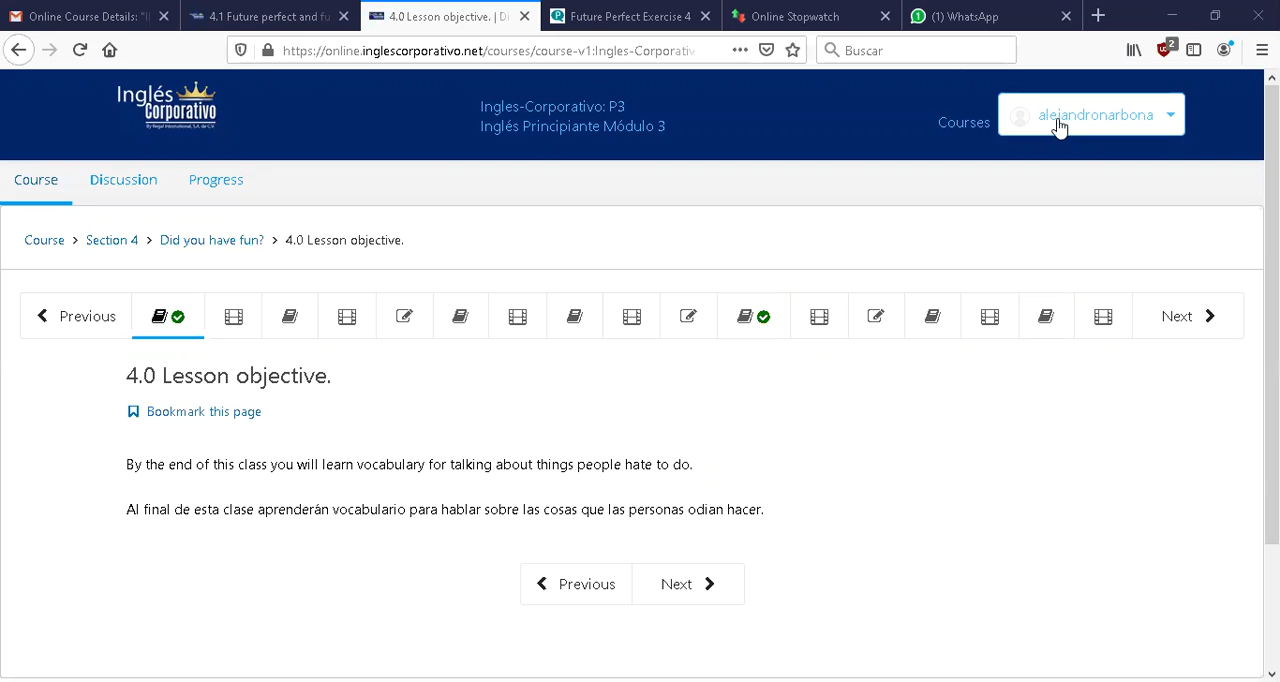 Online Course Details: "I
4.1 Future perfect and fu
4.0 Lesson objective. | Di
Future Perfect Exercise 4
Online Stopwatch
(1) WhatsApp
https://online.inglescorporativo.net/courses/course-v1:Ingles-Corporativ
Buscar
2
Inglés
Corporativo
Ingles-Corporativo: P3
Inglés Principiante Módulo 3
Courses
alejandronarbona
Course
Discussion
Progress
Course > Section 4 > Did you have fun? > 4.0 Lesson objective.
Previous
Next
4.0 Lesson objective.
Bookmark this page
By the end of this class you will learn vocabulary for talking about things people hate to do.
Al final de esta clase aprenderán vocabulario para hablar sobre las cosas que las personas odian hacer.
Previous
Next